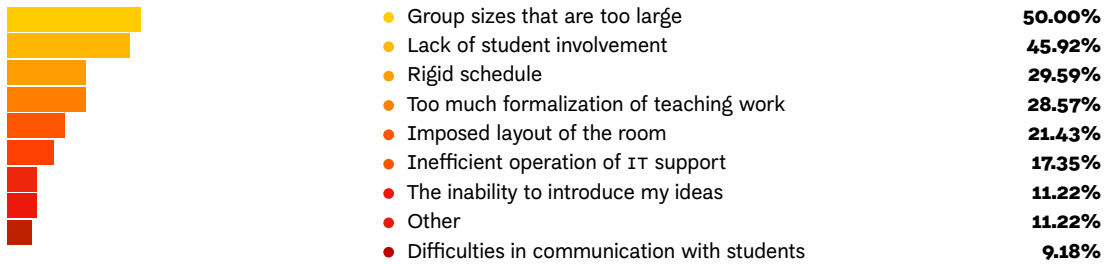 Group sizes that are too large 50.00%
Lack of student involvement 45.92%
Rigid schedule 29.59%
Too much formalization of teaching work 28.57%
Imposed layout of the room 21.43%
Inefficient operation of IT support 17.35%
The inability to introduce my ideas 11.22%
Other 11.22%
Difficulties in communication with students 9.18%